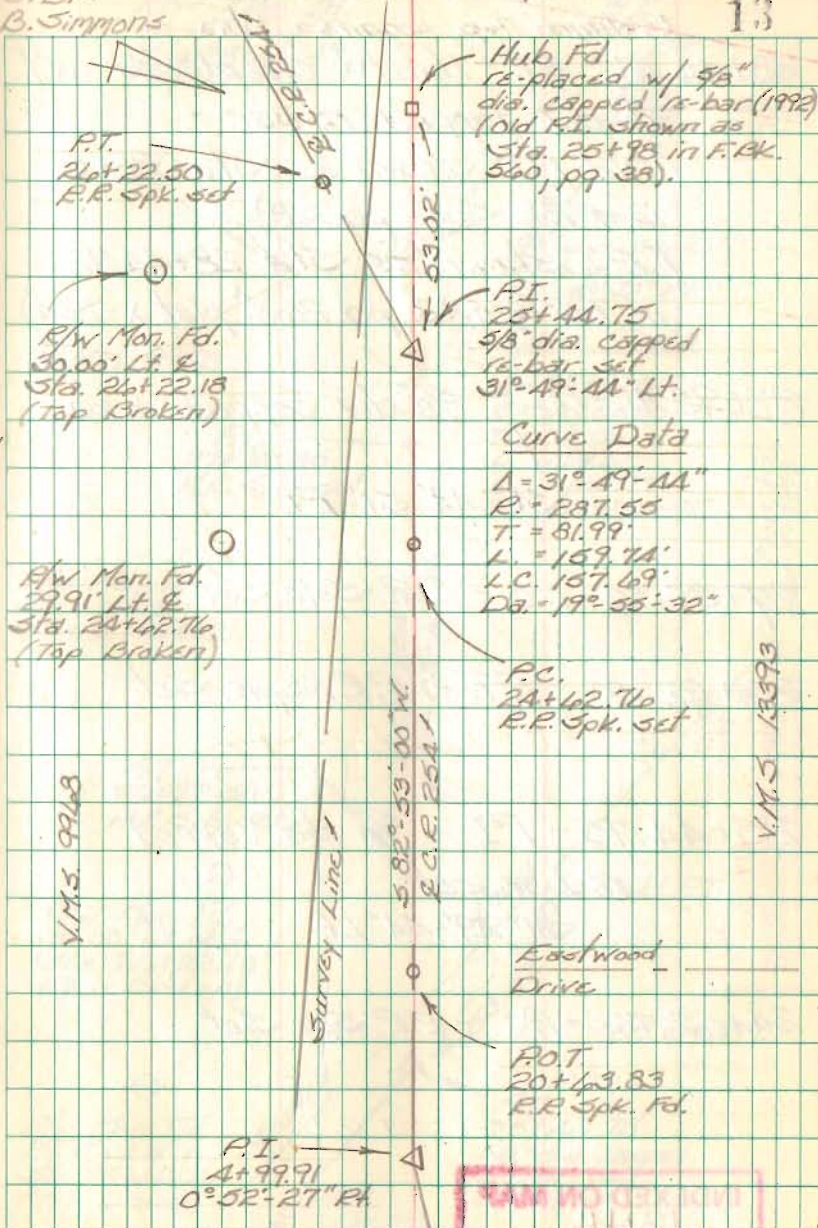 B. Simmons
13
Hub Fd.
re-placed w/ 5/8"
dia. capped re-bar (1992)
(old P.I. shown as
Sta. 25+98 in F.BK.
560, pg 38).
℄ C.R. 254
P.T.
26+22.50
R.R. Spk. set
53.02'
R/w Mon. Fd.
30.00' Lt. ℄
Sta. 26+22.18
(Top Broken)
P.I.
25+44.75
5/8" dia. capped
re-bar set
31°-49'-44" Lt.
Curve Data
Δ = 31°-49'-44"
R. = 287.55
T. = 81.99'
L. = 159.74'
L.C. 157.69'
Da. = 19°-55'-32"
R/w Mon. Fd.
29.91' Lt. ℄
Sta. 24+62.76
(Top Broken)
P.C.
24+62.76
R.R. Spk. set
S 82°-53'-00" W.
℄ C.R. 254
V.M.S. 13393
V.M.S. 9968
Survey Line
Eastwood
Drive
P.O.T.
20+63.83
R.R. Spk. Fd.
P.I.
4+99.91
0°-52'-27" Rt.
INDEXED ON MAP